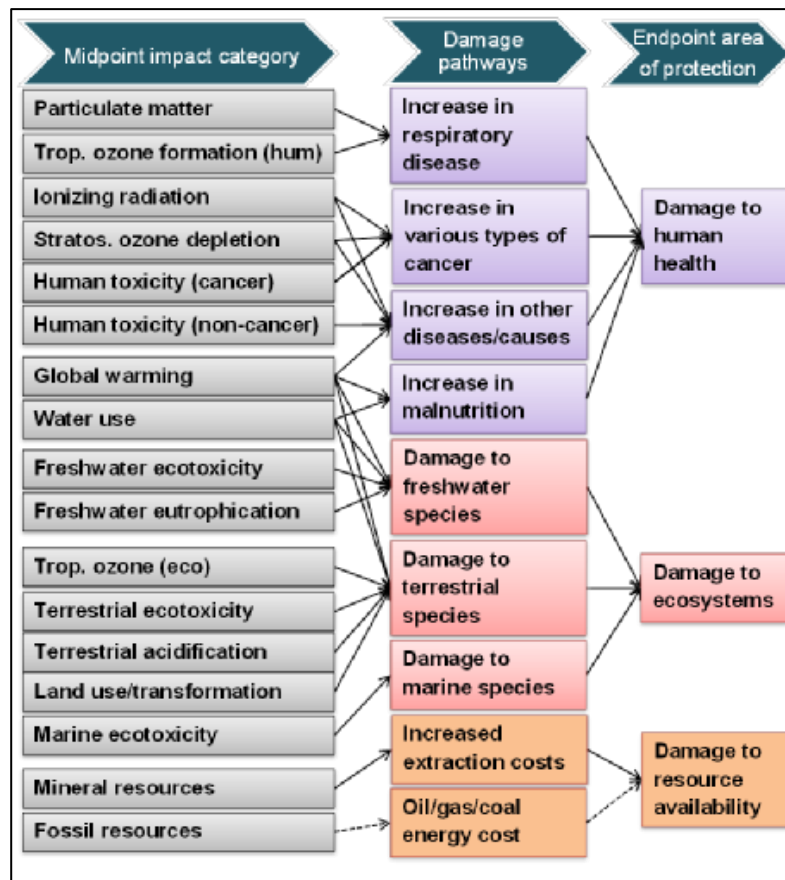 Midpoint impact category
Damage
pathways
Endpoint area
of protection
Particulate matter
Trop. ozone formation (hum)
Ionizing radiation
Stratos. ozone depletion
Human toxicity (cancer)
Human toxicity (non-cancer)
Global warming
Water use
Freshwater ecotoxicity
Freshwater eutrophication
Trop. ozone (eco)
Terrestrial ecotoxicity
Terrestrial acidification
Land use/transformation
Marine ecotoxicity
Mineral resources
Fossil resources
Increase in
respiratory
disease
Increase in
various types of
cancer
Increase in other
diseases/causes
Increase in
malnutrition
Damage to
freshwater
species
Damage to
terrestrial
species
Damage to
marine species
Increased
extraction costs
Oil/gas/coal
energy cost
Damage to
human
health
Damage to
ecosystems
Damage to
resource
availability